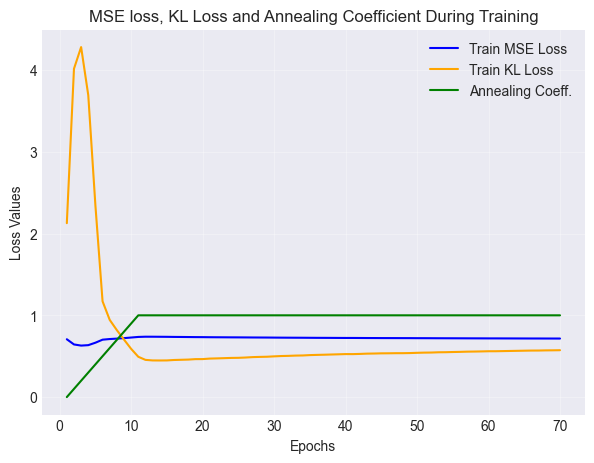 MSE loss, KL Loss and Annealing Coefficient During Training
Train MSE Loss
Train KL Loss
Annealing Coeff.
Loss Values
4
3
2
1
0
0 10 20 30 40 50 60 70
Epochs